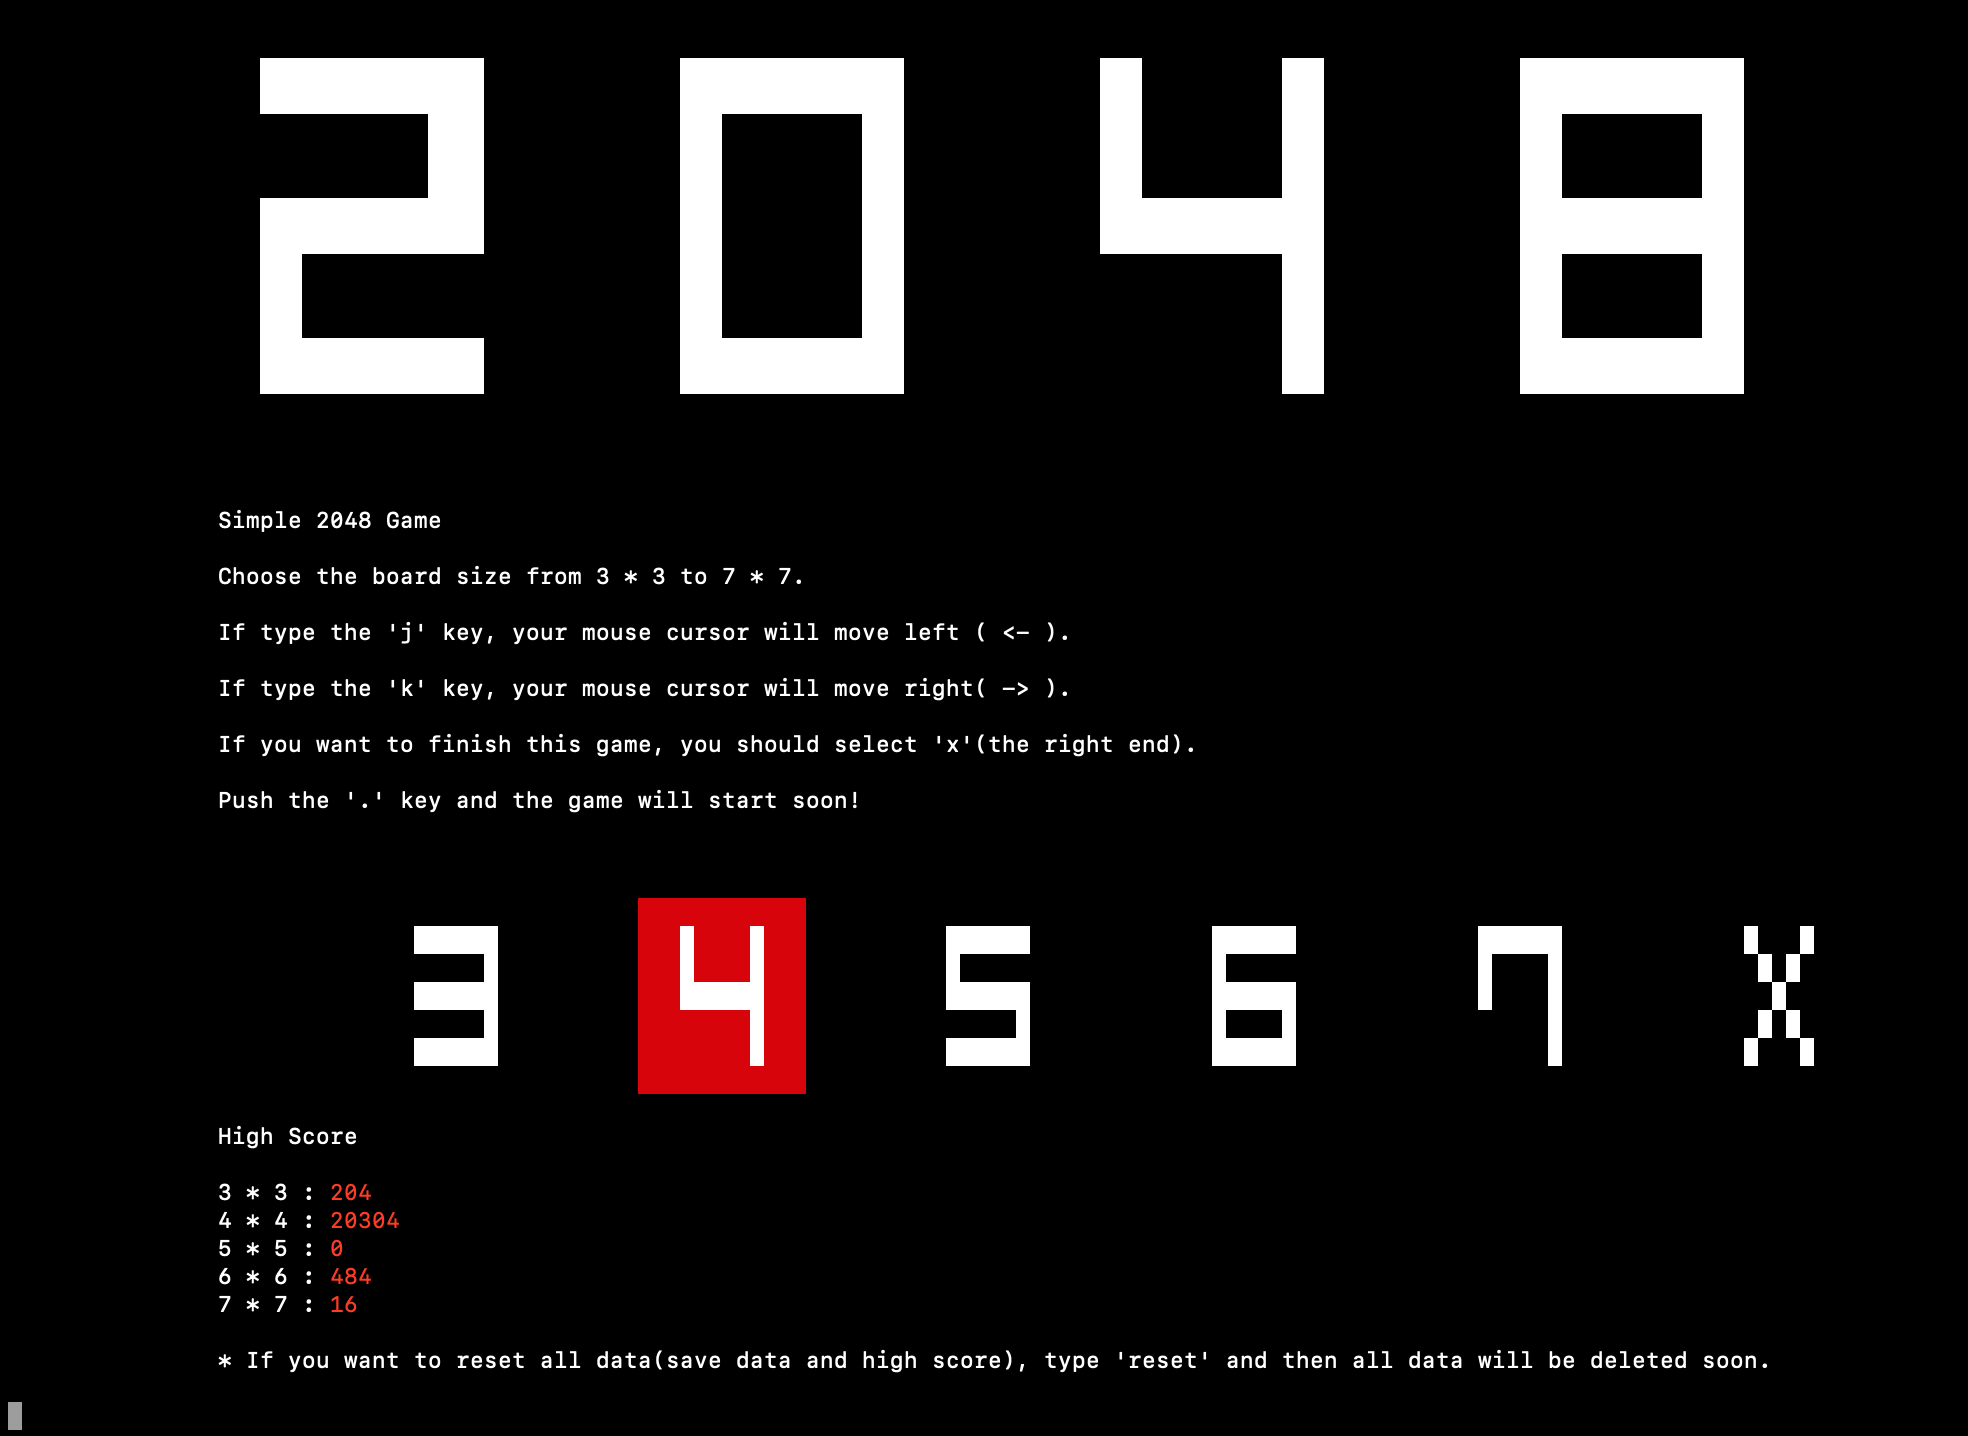 2048
Simple 2048 Game
Choose the board size from 3 * 3 to 7 * 7.
If type the 'j' key, your mouse cursor will move left ( <- ).
If type the 'k' key, your mouse cursor will move right( -> ).
If you want to finish this game, you should select 'x'(the right end).
Push the '.' key and the game will start soon!
3 4 5 6 7 X
High Score
3 * 3 : 204
4 * 4 : 20304
5 * 5 : 0
6 * 6 : 484
7 * 7 : 16
* If you want to reset all data(save data and high score), type 'reset' and then all data will be deleted soon.